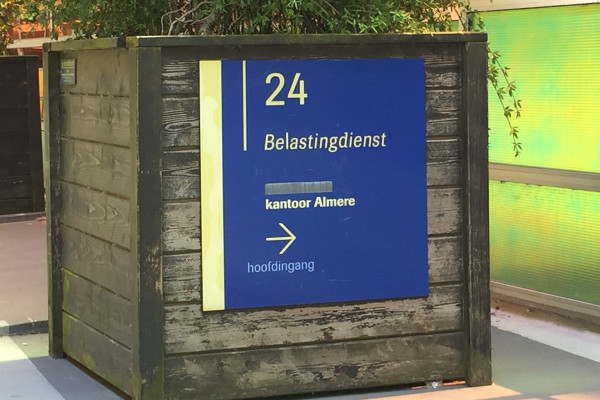 24
Belastingdienst
kantoor Almere
hoofdingang